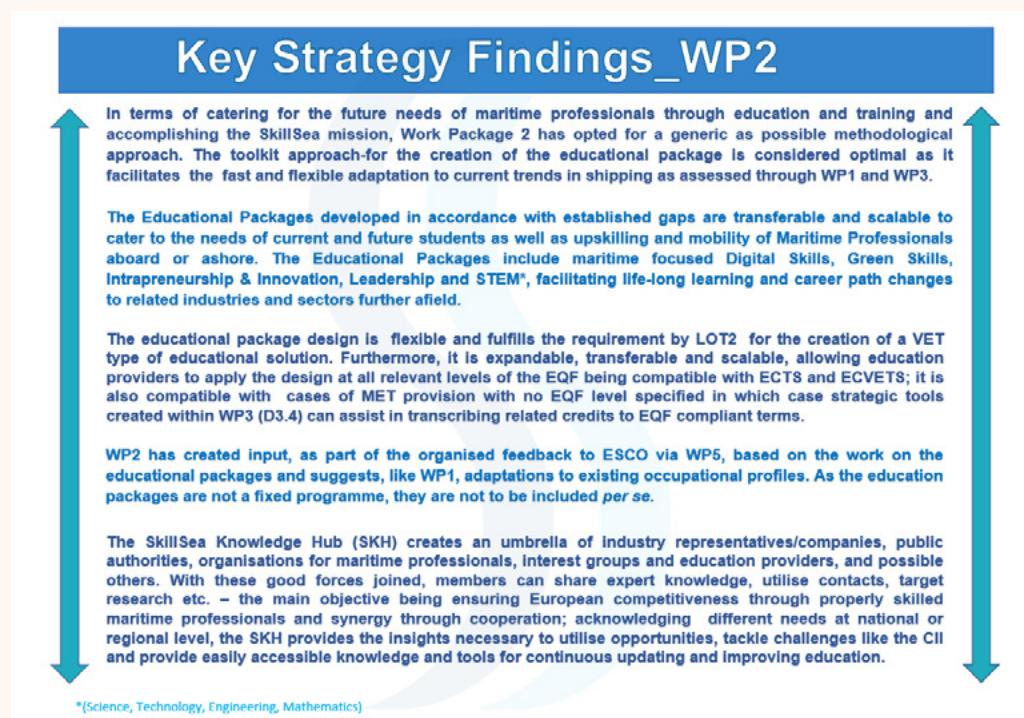 Key Strategy Findings_WP2
In terms of catering for the future needs of maritime professionals through education and training and
accomplishing the SkillSea mission, Work Package 2 has opted for a generic as possible methodological
approach. The toolkit approach-for the creation of the educational package is considered optimal as it
facilitates the fast and flexible adaptation to current trends in shipping as assessed through WP1 and WP3.
The Educational Packages developed in accordance with established gaps are transferable and scalable to
cater to the needs of current and future students as well as upskilling and mobility of Maritime Professionals
aboard or ashore. The Educational Packages include maritime focused Digital Skills, Green Skills,
Intrapreneurship & Innovation, Leadership and STEM*, facilitating life-long learning and career path changes
to related industries and sectors further afield.
The educational package design is flexible and fulfills the requirement by LOT2 for the creation of a VET
type of educational solution. Furthermore, it is expandable, transferable and scalable, allowing education
providers to apply the design at all relevant levels of the EQF being compatible with ECTS and ECVETS; it is
also compatible with cases of MET provision with no EQF level specified in which case strategic tools
created within WP3 (D3.4) can assist in transcribing related credits to EQF compliant terms.
WP2 has created input, as part of the organised feedback to ESCO via WP5, based on the work on the
educational packages and suggests, like WP1, adaptations to existing occupational profiles. As the education
packages are not a fixed programme, they are not to be included per se.
The SkillSea Knowledge Hub (SKH) creates an umbrella of industry representatives/companies, public
authorities, organisations for maritime professionals, interest groups and education providers, and possible
others. With these good forces joined, members can share expert knowledge, utilise contacts, target
research etc. – the main objective being ensuring European competitiveness through properly skilled
maritime professionals and synergy through cooperation; acknowledging different needs at national or
regional level, the SKH provides the insights necessary to utilise opportunities, tackle challenges like the CII
and provide easily accessible knowledge and tools for continuous updating and improving education.
*(Science, Technology, Engineering, Mathematics)